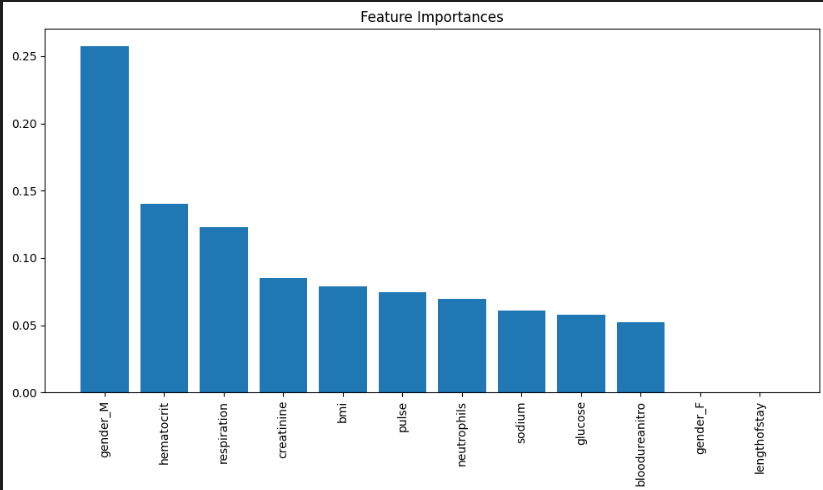 Feature Importances
0.25
0.20
0.15
0.10
0.05
0.00
gender_M
hematocrit
respiration
creatinine
bmi
pulse
neutrophils
sodium
glucose
bloodureanitro
gender_F
lengthofstay